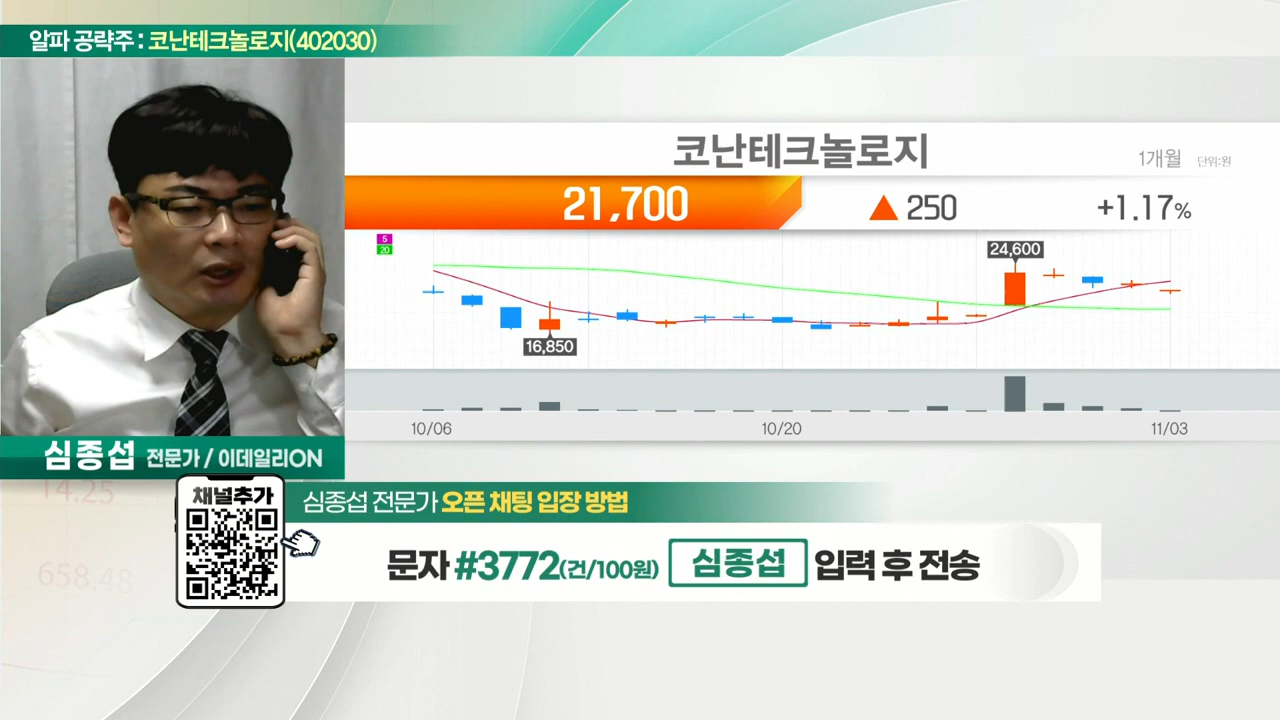 알파 공략주 : 코난테크놀로지(402030)
코난테크놀로지
1개월 단위:원
21,700 ▲ 250 +1.17%
5
20
24,600
16,850
10/06 10/20 11/03
심종섭 전문가 / 이데일리ON
14.25
채널추가
심종섭 전문가 오픈 채팅 입장 방법
문자 #3772(건/100원) 심종섭 입력 후 전송
658.48